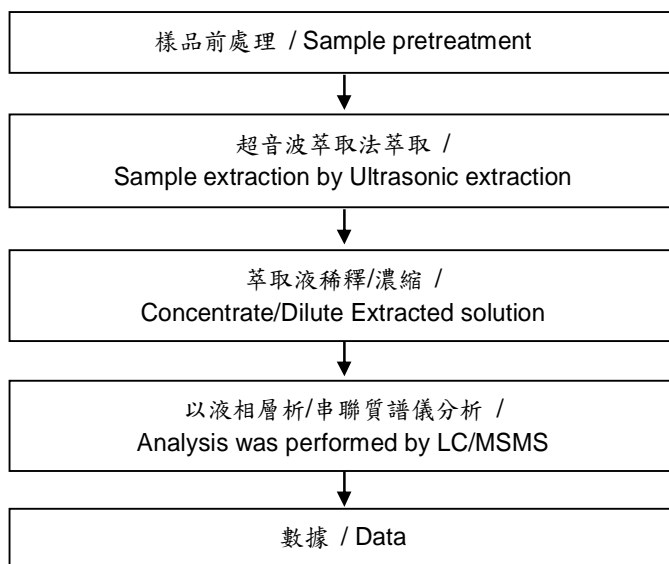 樣品前處理 / Sample pretreatment
超音波萃取法萃取 /
Sample extraction by Ultrasonic extraction
萃取液稀釋/濃縮 /
Concentrate/Dilute Extracted solution
以液相層析/串聯質譜儀分析 /
Analysis was performed by LC/MSMS
數據 / Data